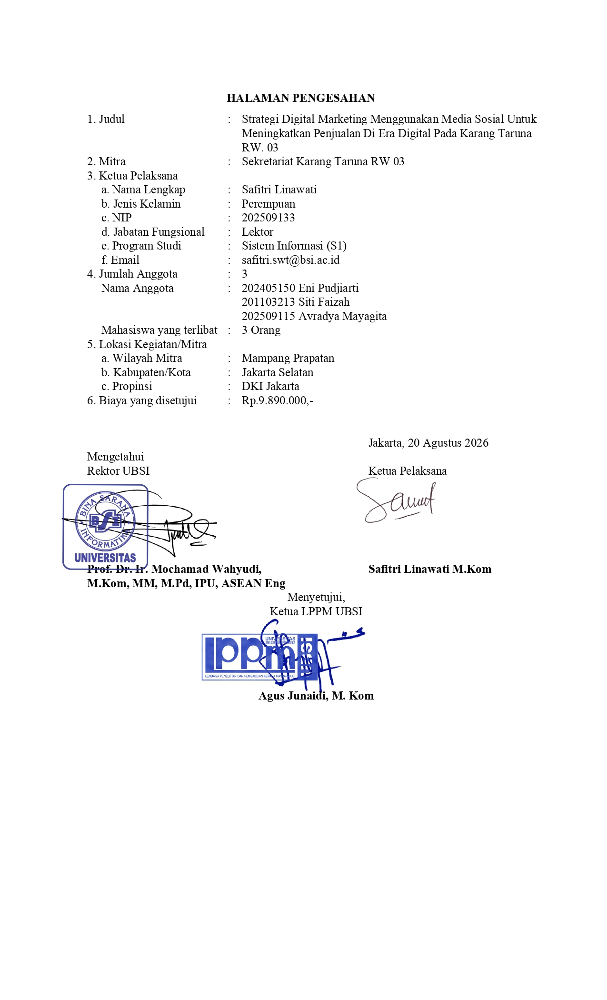 HALAMAN PENGESAHAN
1. Judul : Strategi Digital Marketing Menggunakan Media Sosial Untuk
Meningkatkan Penjualan Di Era Digital Pada Karang Taruna
RW. 03
2. Mitra : Sekretariat Karang Taruna RW 03
3. Ketua Pelaksana
a. Nama Lengkap : Safitri Linawati
b. Jenis Kelamin : Perempuan
c. NIP : 202509133
d. Jabatan Fungsional : Lektor
e. Program Studi : Sistem Informasi (S1)
f. Email : safitri.swt@bsi.ac.id
4. Jumlah Anggota : 3
Nama Anggota : 202405150 Eni Pudjiarti
201103213 Siti Faizah
202509115 Avradya Mayagita
Mahasiswa yang terlibat : 3 Orang
5. Lokasi Kegiatan/Mitra
a. Wilayah Mitra : Mampang Prapatan
b. Kabupaten/Kota : Jakarta Selatan
c. Propinsi : DKI Jakarta
6. Biaya yang disetujui : Rp.9.890.000,-
Jakarta, 20 Agustus 2026
Mengetahui
Rektor UBSI Ketua Pelaksana
BINA SARANA
BSI
INFORMATIKA
UNIVERSITAS
Prof. Dr. Ir. Mochamad Wahyudi, Safitri Linawati M.Kom
M.Kom, MM, M.Pd, IPU, ASEAN Eng
Menyetujui,
Ketua LPPM UBSI
UNIVERSITAS
BINA SARANA INFORMATIKA
lppm
UBSI
LEMBAGA PENELITIAN DAN PENGABDIAN KEPADA MASYARAKAT
Agus Junaidi, M. Kom